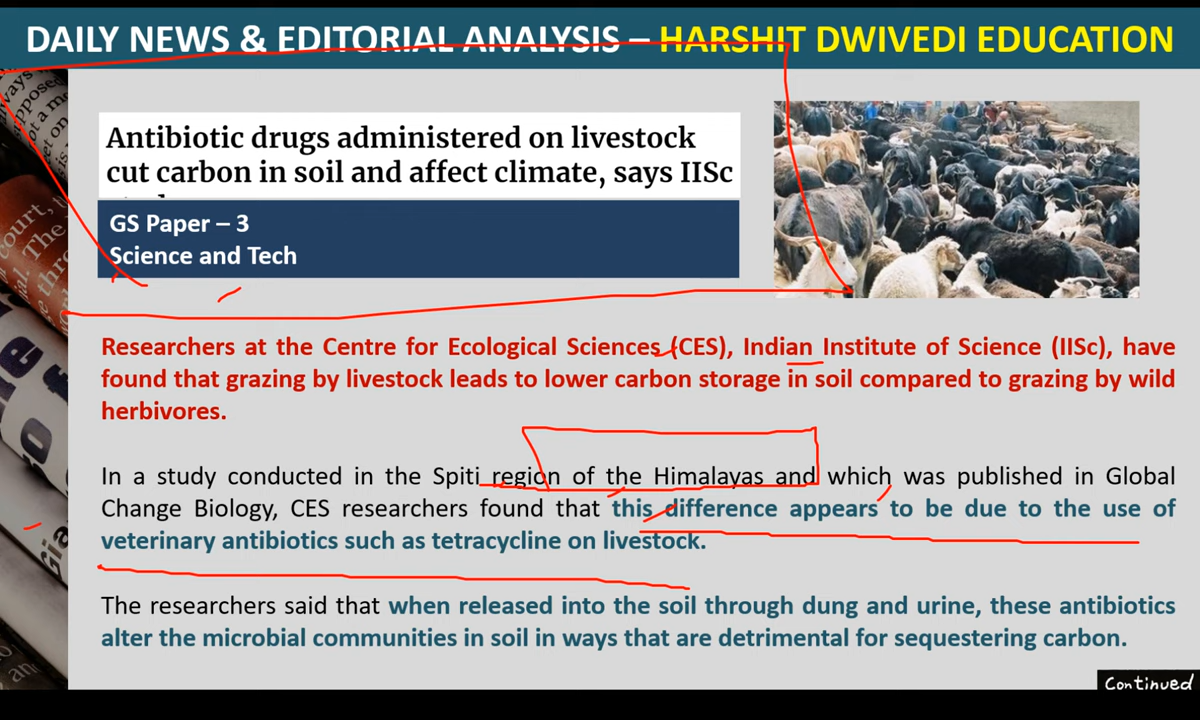 DAILY NEWS & EDITORIAL ANALYSIS – HARSHIT DWIVEDI EDUCATION
Antibiotic drugs administered on livestock
cut carbon in soil and affect climate, says IISc
GS Paper – 3
Science and Tech
Researchers at the Centre for Ecological Sciences (CES), Indian Institute of Science (IISc), have
found that grazing by livestock leads to lower carbon storage in soil compared to grazing by wild
herbivores.
In a study conducted in the Spiti region of the Himalayas and which was published in Global
Change Biology, CES researchers found that this difference appears to be due to the use of
veterinary antibiotics such as tetracycline on livestock.
The researchers said that when released into the soil through dung and urine, these antibiotics
alter the microbial communities in soil in ways that are detrimental for sequestering carbon.
Continued